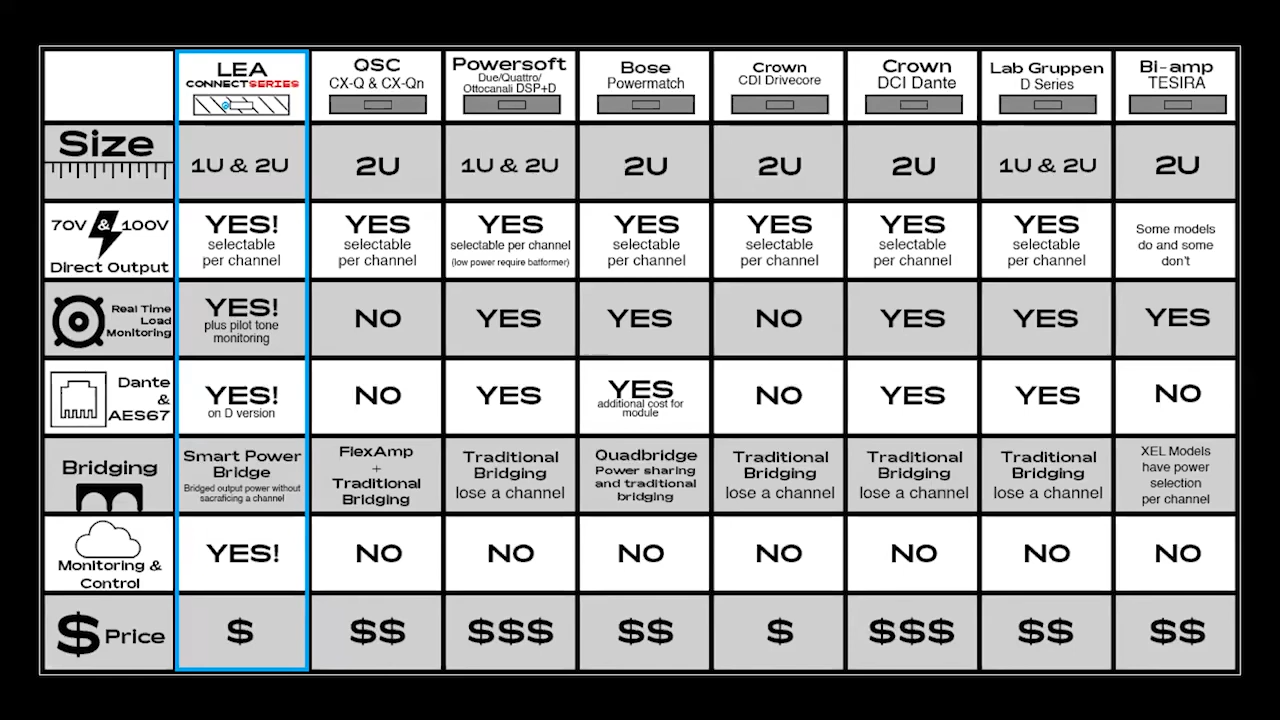 LEA
CONNECTSERIES
QSC
CX-Q & CX-Qn
Powersoft
Due/Quattro/
Ottocanali DSP+D
Bose
Powermatch
Crown
CDI Drivecore
Crown
DCI Dante
Lab Gruppen
D Series
Bi-amp
TESIRA
Size
1U & 2U
2U
1U & 2U
2U
2U
2U
1U & 2U
2U
70V & 100V
Direct Output
YES!
selectable
per channel
YES
selectable
per channel
YES
selectable per channel
(low power require batformer)
YES
selectable
per channel
YES
selectable
per channel
YES
selectable
per channel
YES
selectable
per channel
Some models
do and some
don't
Real Time
Load
Monitoring
YES!
plus pilot tone
monitoring
NO
YES
YES
NO
YES
YES
YES
Dante
&
AES67
YES!
on D version
NO
YES
YES
additional cost for
module
NO
YES
YES
NO
Bridging
Smart Power
Bridge
Bridged output power without
sacraficing a channel
FlexAmp
+
Traditional
Bridging
Traditional
Bridging
lose a channel
Quadbridge
Power sharing
and traditional
bridging
Traditional
Bridging
lose a channel
Traditional
Bridging
lose a channel
Traditional
Bridging
lose a channel
XEL Models
have power
selection
per channel
Monitoring &
Control
YES!
NO
NO
NO
NO
NO
NO
NO
$ Price
$
$$
$$$
$$
$
$$$
$$
$$